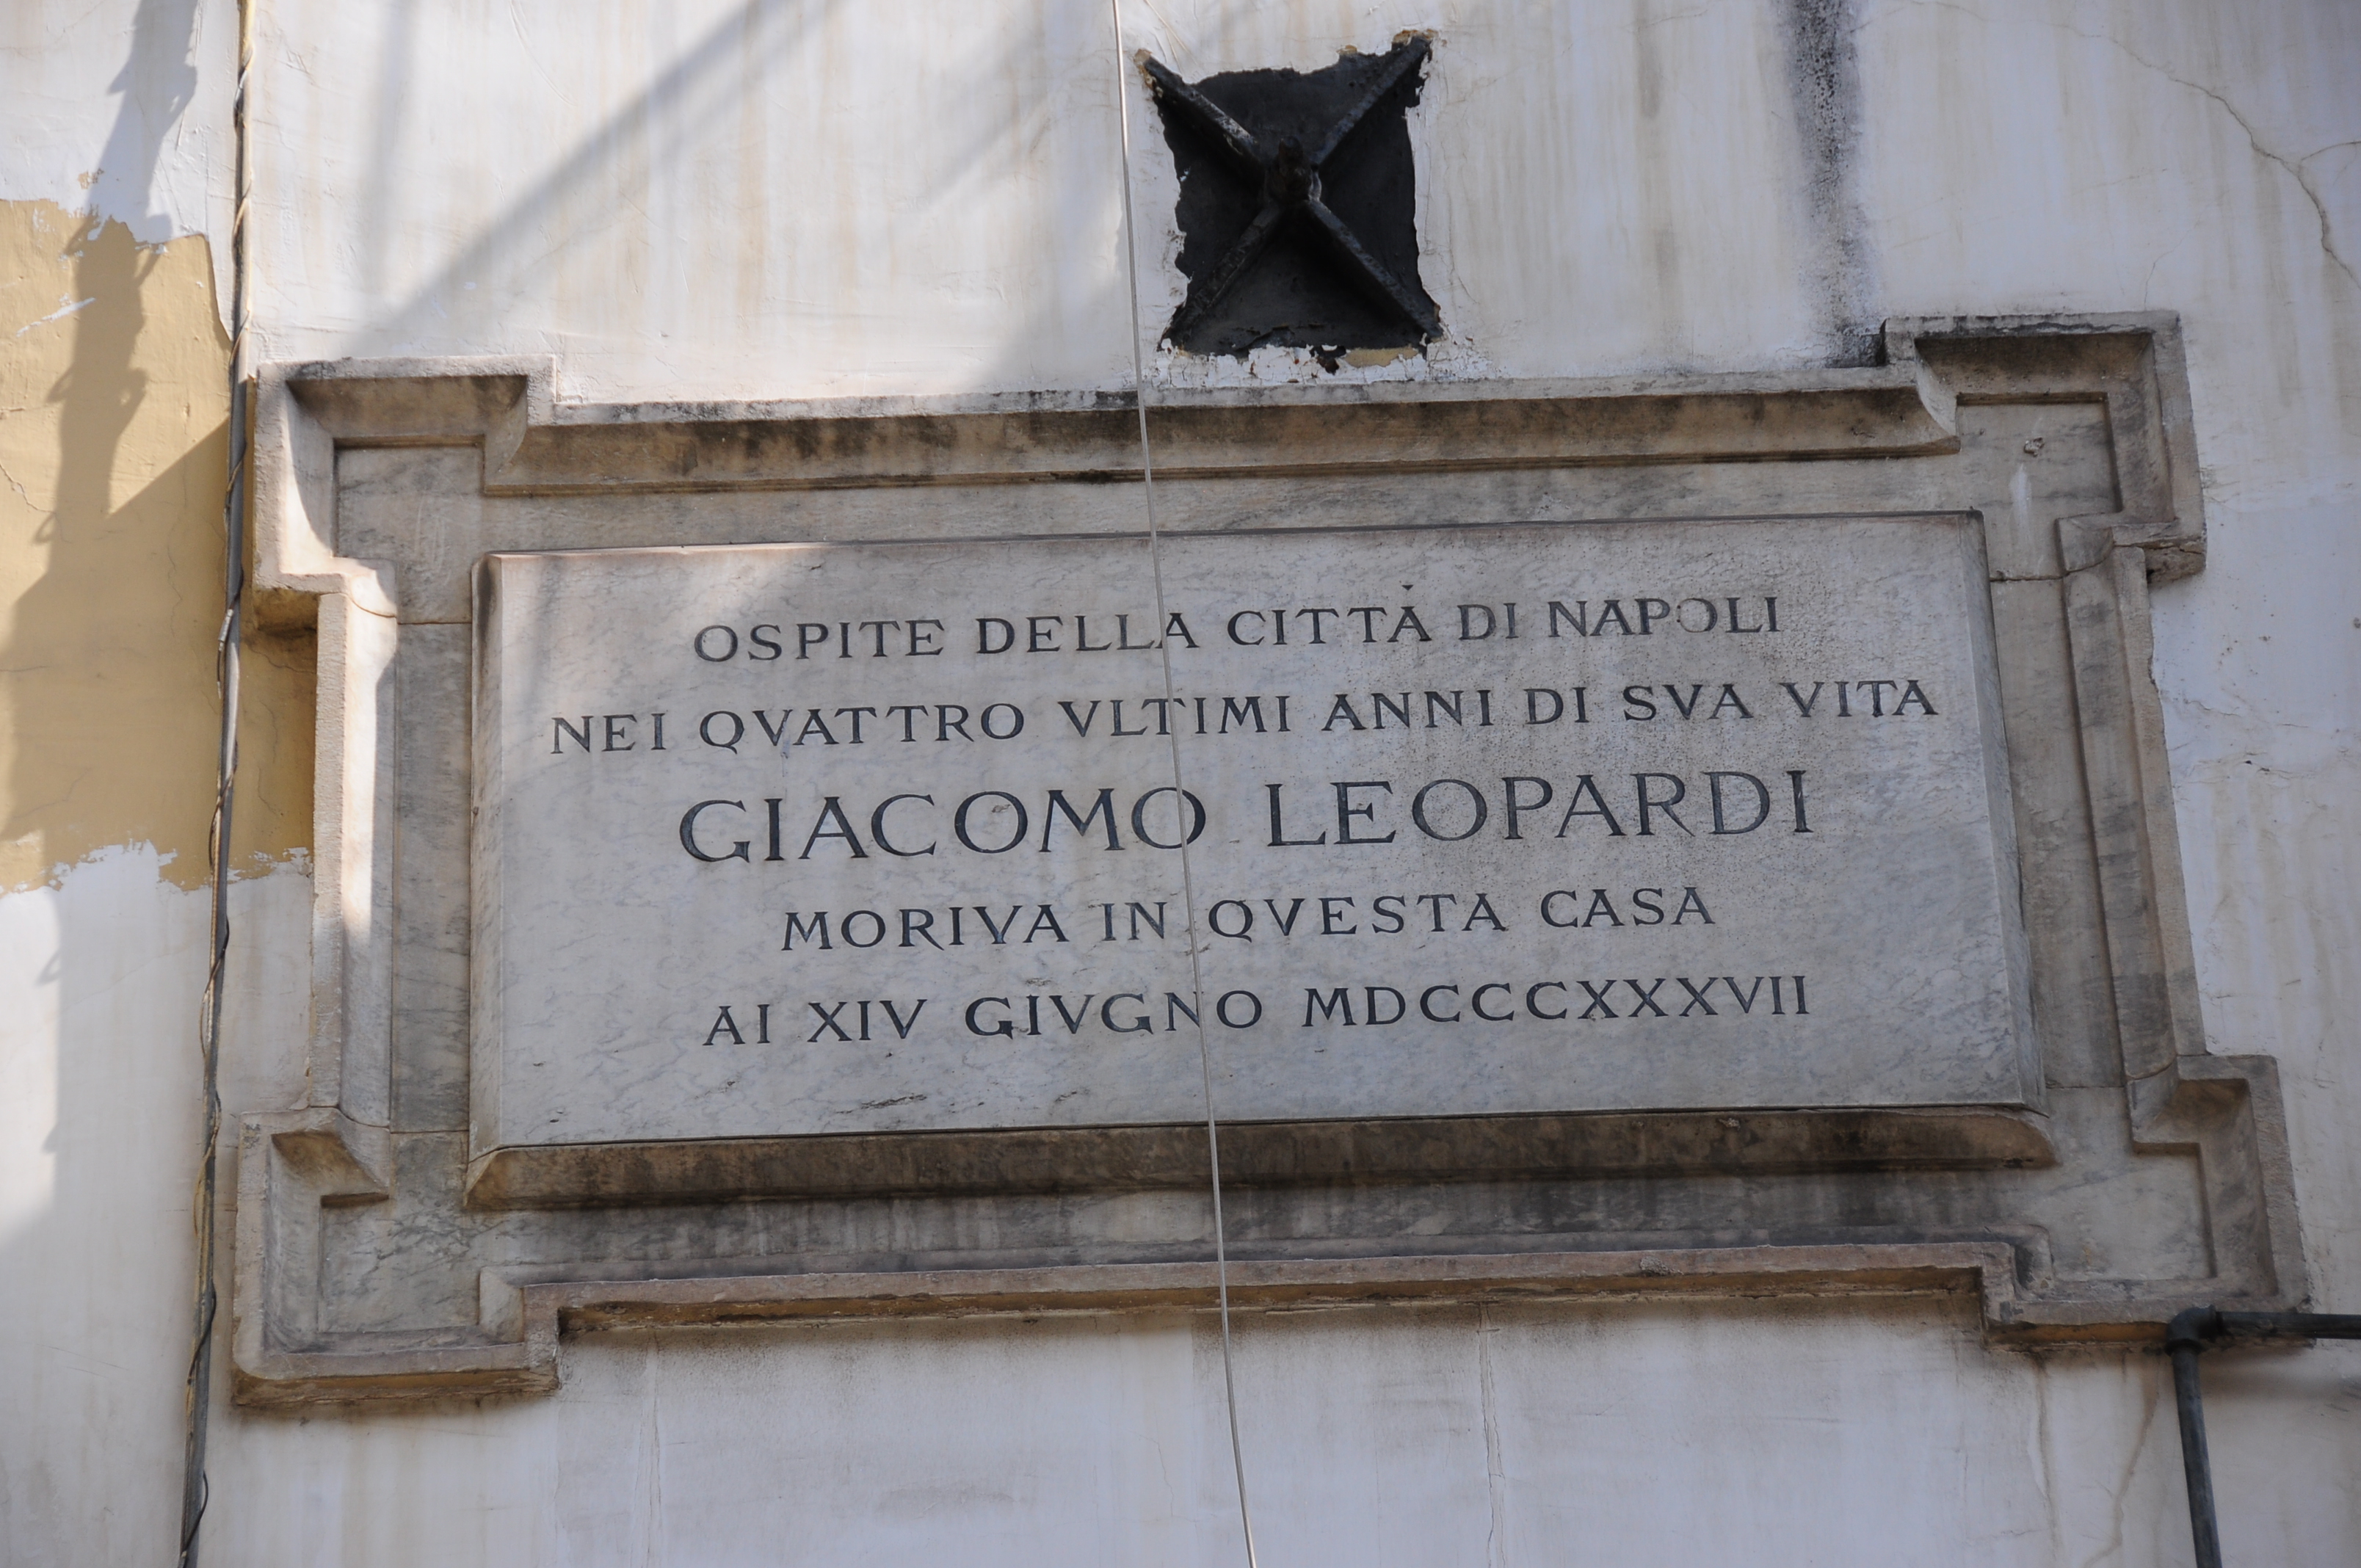 OSPITE DELLA CITTÀ DI NAPOLI
NEI QVATTRO VLTIMI ANNI DI SVA VITA
GIACOMO LEOPARDI
MORIVA IN QVESTA CASA
AI XIV GIVGNO MDCCCXXXVII